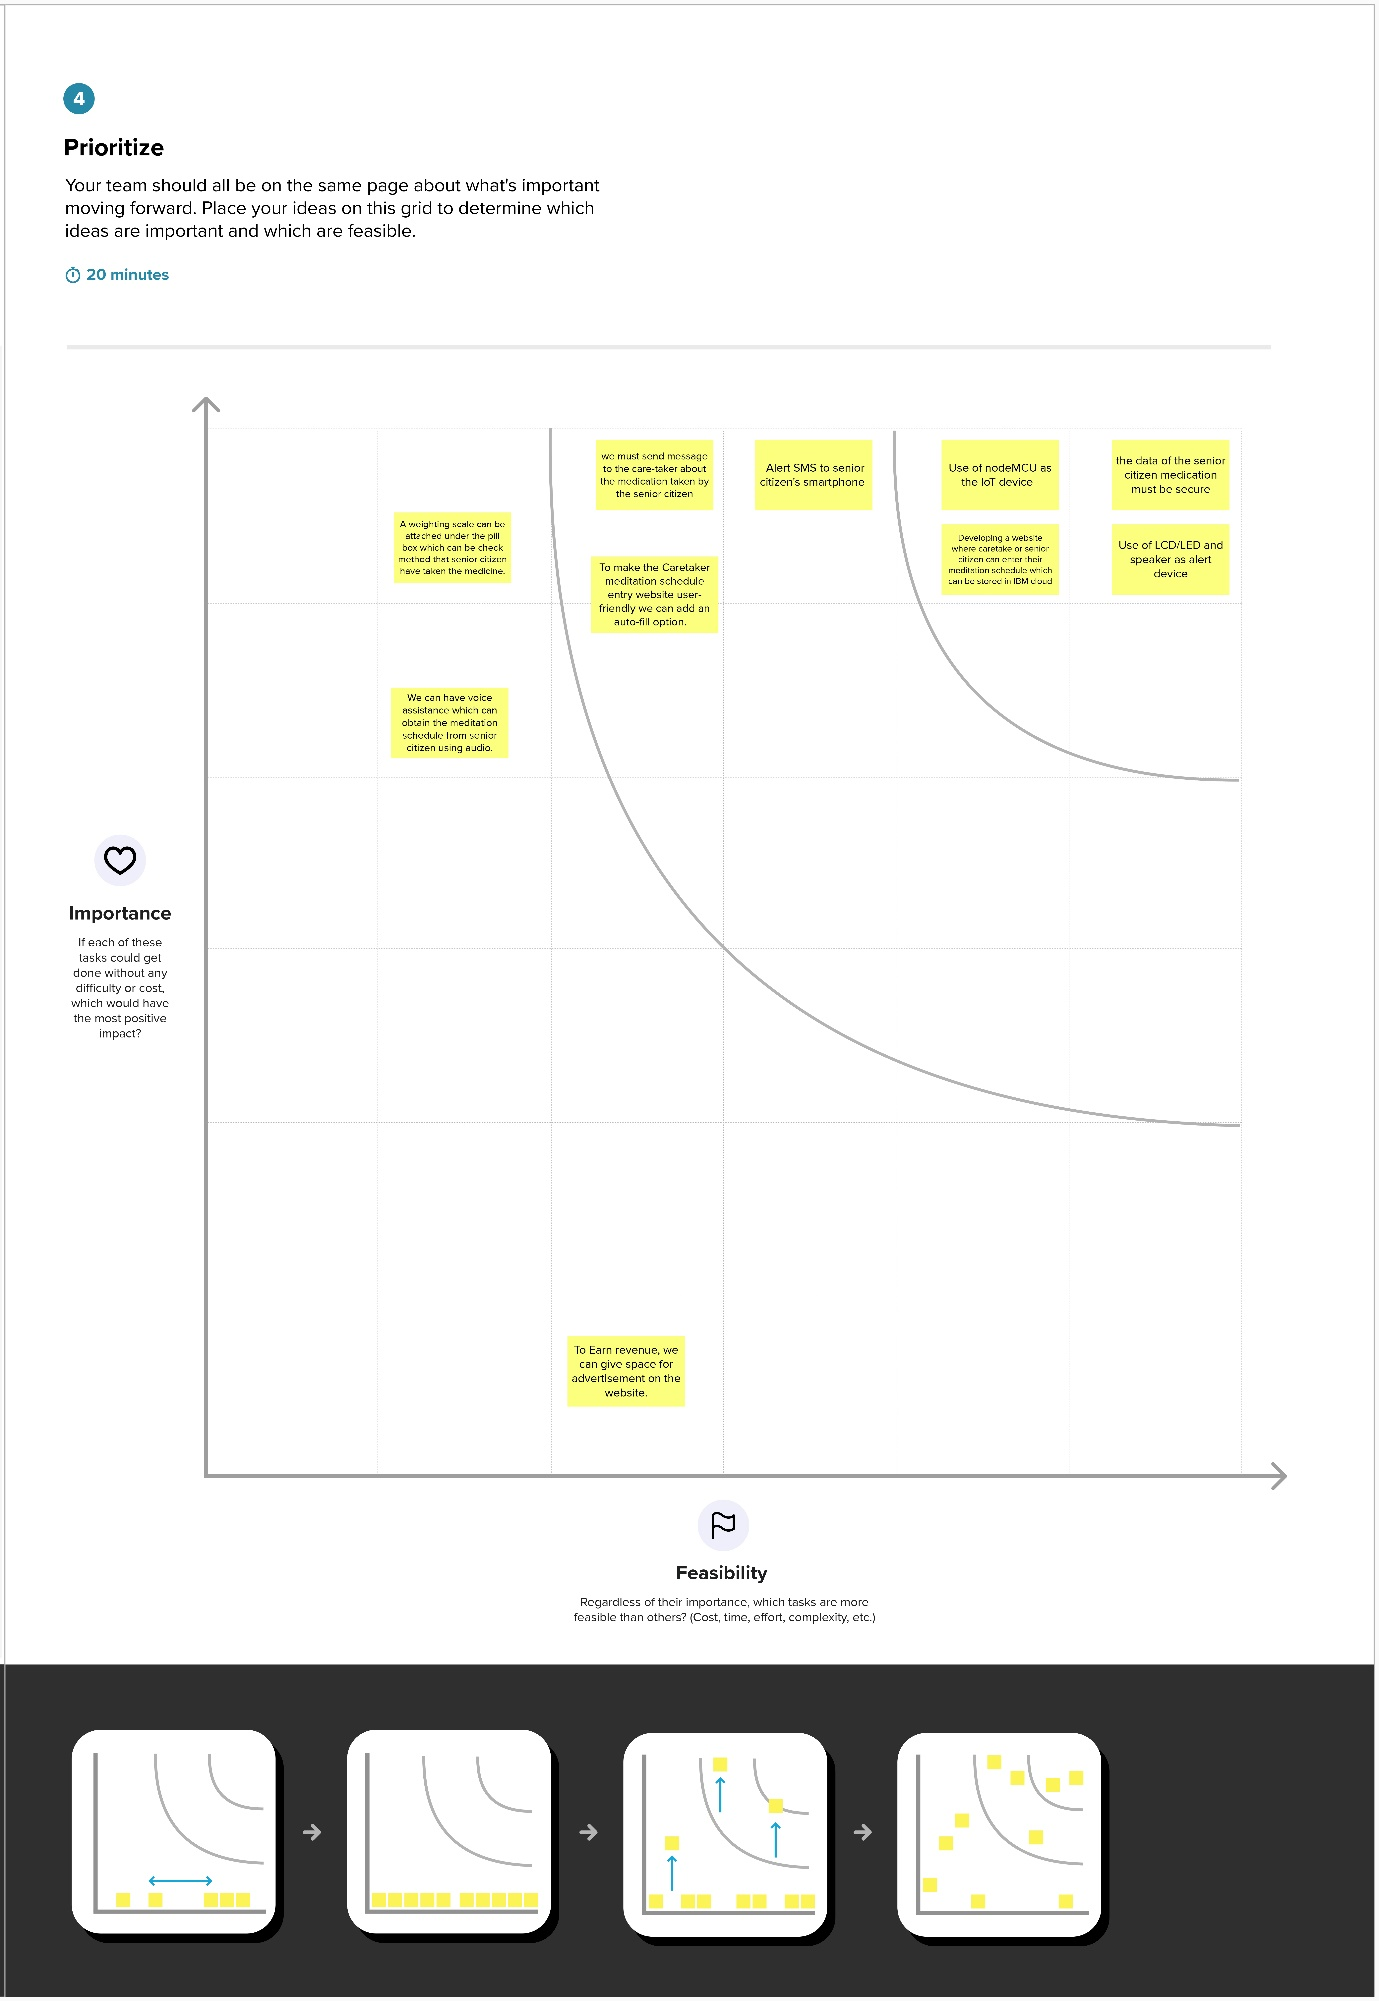 4
Prioritize
Your team should all be on the same page about what's important
moving forward. Place your ideas on this grid to determine which
ideas are important and which are feasible.
20 minutes
we must send message
to the care-taker about
the medication taken by
the senior citizen
Alert SMS to senior
citizen's smartphone
Use of nodeMCU as
the IoT device
the data of the senior
citizen medication
must be secure
A weighting scale can be
attached under the pill
box which can be check
method that senior citizen
have taken the medicine.
To make the Caretaker
meditation schedule
entry website user-
friendly we can add an
auto-fill option.
Developing a website
where caretake or senior
citizen can enter their
meditation schedule which
can be stored in IBM cloud
Use of LCD/LED and
speaker as alert
device
We can have voice
assistance which can
obtain the meditation
schedule from senior
citizen using audio.
Importance
If each of these
tasks could get
done without any
difficulty or cost,
which would have
the most positive
impact?
To Earn revenue, we
can give space for
advertisement on the
website.
Feasibility
Regardless of their importance, which tasks are more
feasible than others? (Cost, time, effort, complexity, etc.)